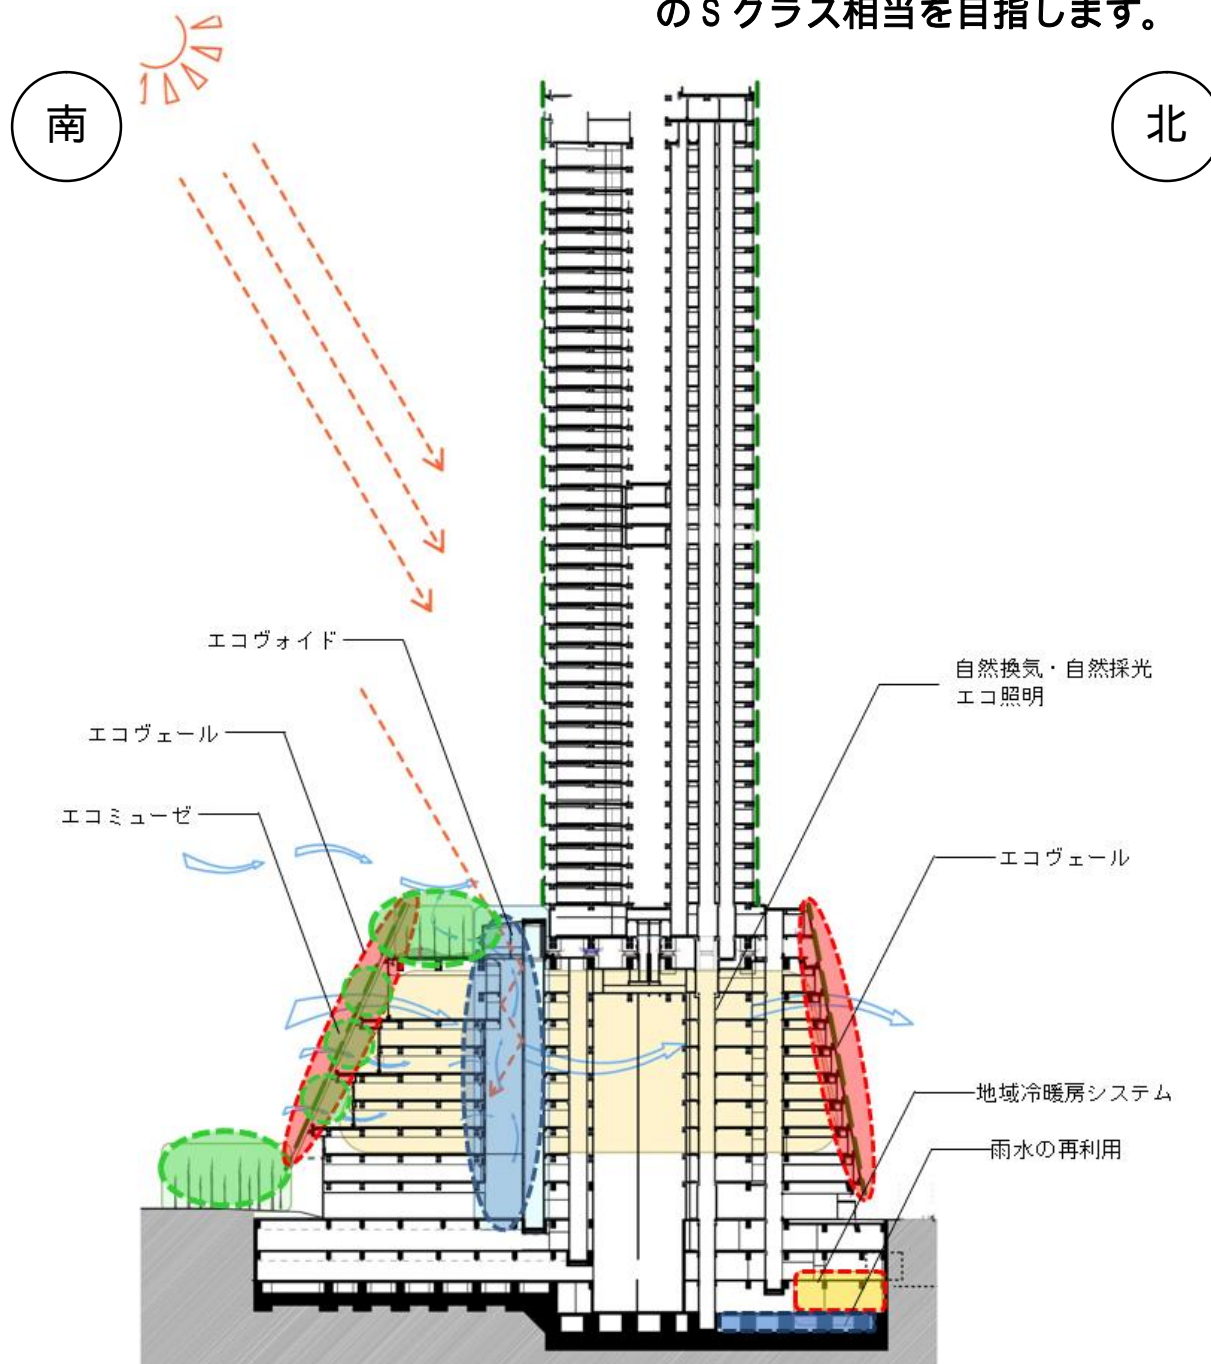 のSクラス相当を目指します。
南
北
エコヴォイド
自然換気・自然採光
エコ照明
エコヴェール
エコミューゼ
エコヴェール
地域冷暖房システム
雨水の再利用